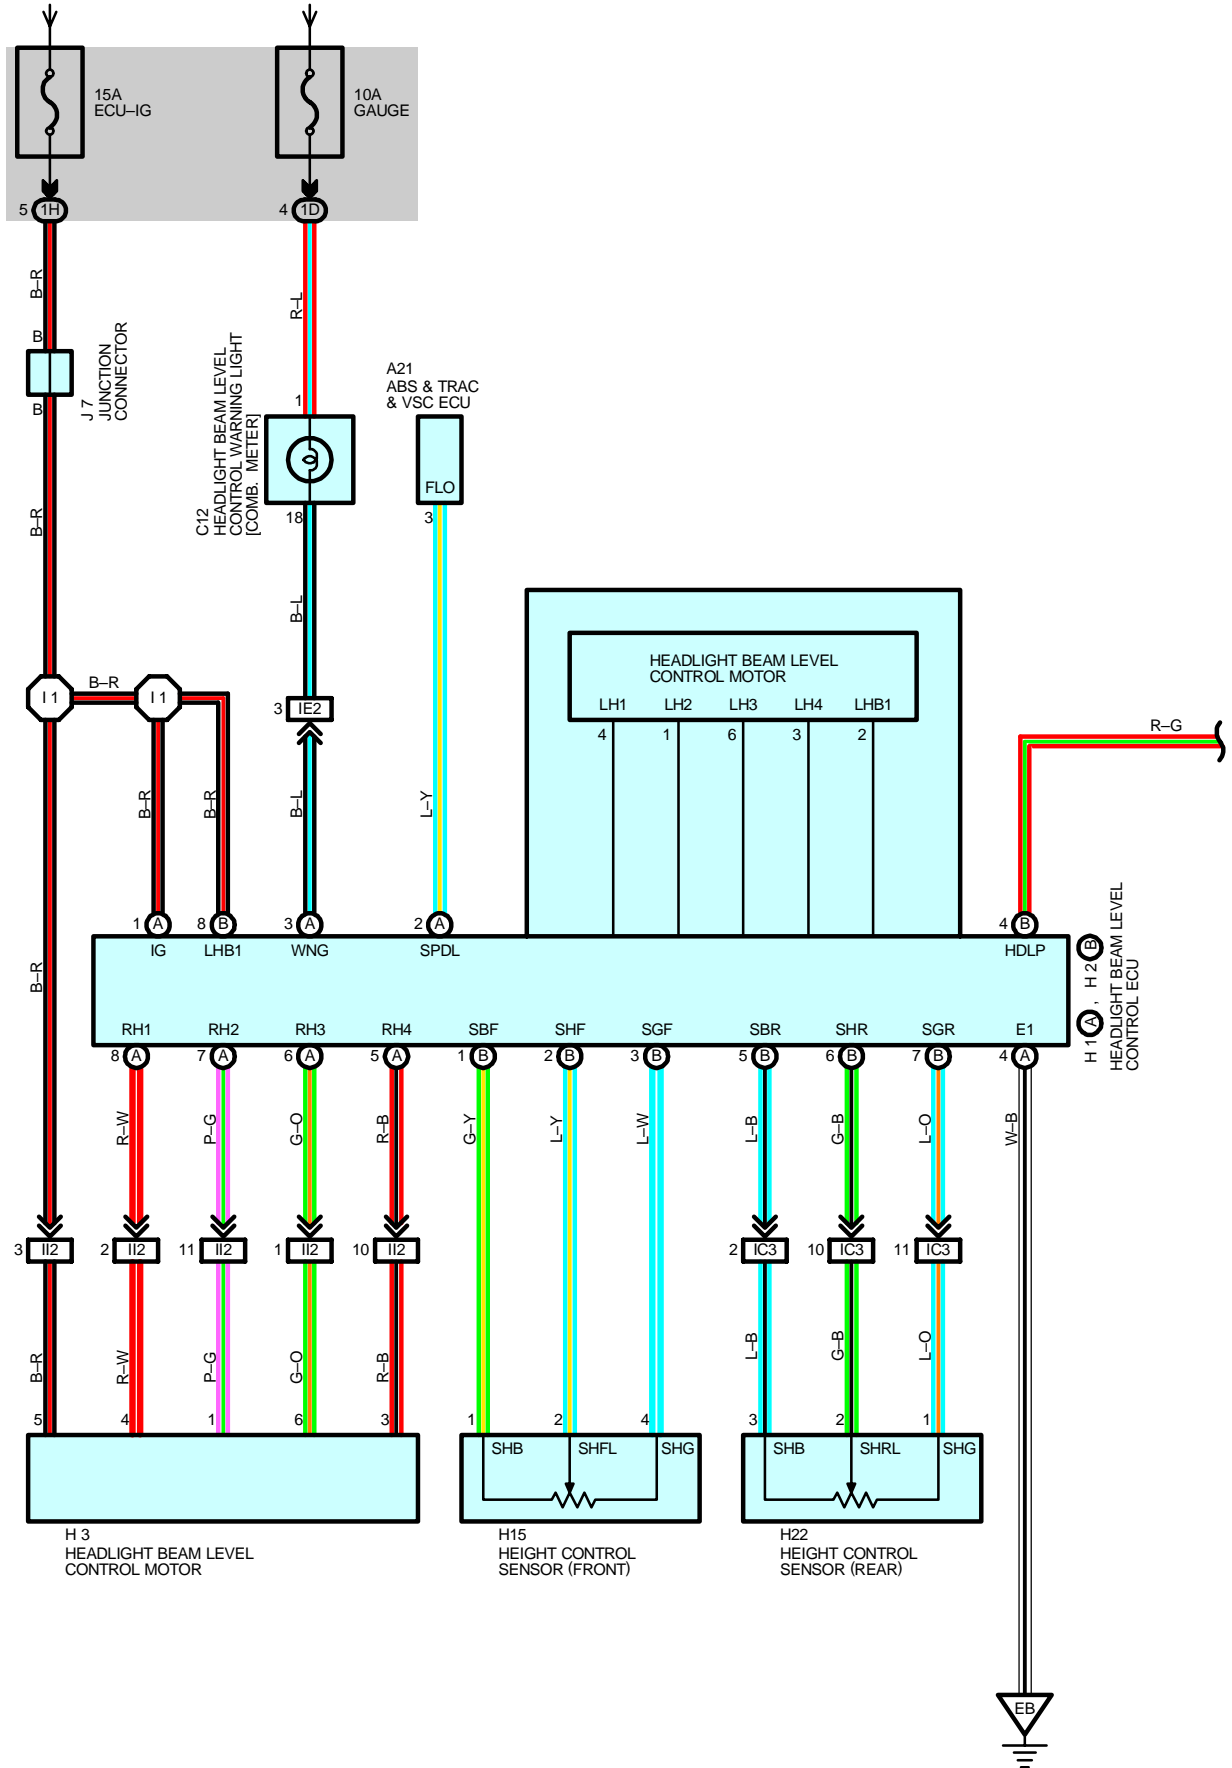 15A
ECU–IG
10A
GAUGE
5 1H
4 1D
B–R
R–L
B
B
J 7
JUNCTION
CONNECTOR
1
C12
HEADLIGHT BEAM LEVEL
CONTROL WARNING LIGHT
[COMB. METER]
18
A21
ABS & TRAC
& VSC ECU
FLO
3
B–R
B–L
HEADLIGHT BEAM LEVEL
CONTROL MOTOR
LH1 LH2 LH3 LH4 LHB1
4 1 6 3 2
I 1
B–R
I 1
3 IE2
R–G
B–R
B–R
B–L
L–Y
1 A
8 B
3 A
2 A
4 B
IG LHB1 WNG SPDL HDLP
H 1 A , H 2 B
HEADLIGHT BEAM LEVEL
CONTROL ECU
B–R
RH1 RH2 RH3 RH4 SBF SHF SGF SBR SHR SGR E1
8 A
7 A
6 A
5 A
1 B
2 B
3 B
5 B
6 B
7 B
4 A
R–W
P–G
G–O
R–B
G–Y
L–Y
L–W
L–B
G–B
L–O
W–B
3 II2
2 II2
11 II2
1 II2
10 II2
2 IC3
10 IC3
11 IC3
B–R
R–W
P–G
G–O
R–B
L–B
G–B
L–O
5 4 1 6 3 1 2 4 3 2 1
SHB SHFL SHG
SHB SHRL SHG
H 3
HEADLIGHT BEAM LEVEL
CONTROL MOTOR
H15
HEIGHT CONTROL
SENSOR (FRONT)
H22
HEIGHT CONTROL
SENSOR (REAR)
EB